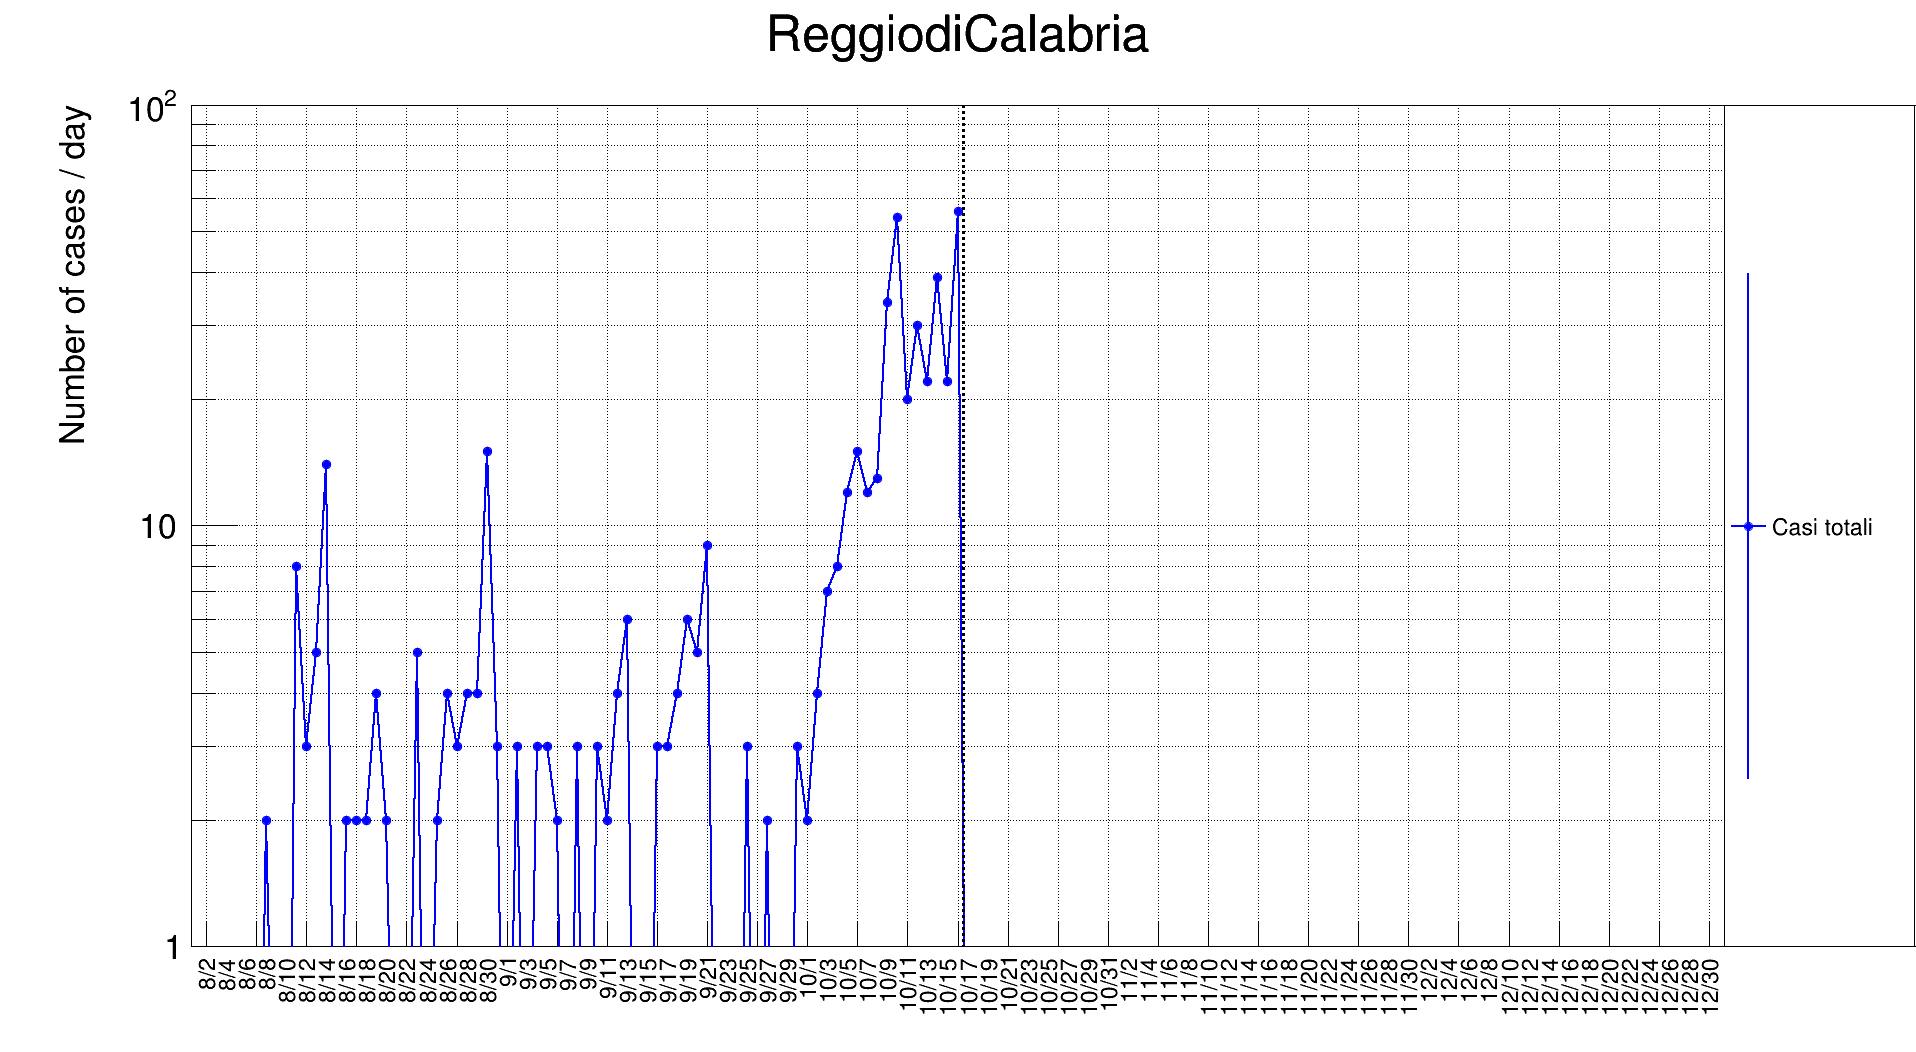 ReggiodiCalabria
Number of cases / day
10²
10
1
8/2 8/4 8/6 8/8 8/10 8/12 8/14 8/16 8/18 8/20 8/22 8/24 8/26 8/28 8/30 9/1 9/3 9/5 9/7 9/9 9/11 9/13 9/15 9/17 9/19 9/21 9/23 9/25 9/27 9/29 10/1 10/3 10/5 10/7 10/9 10/11 10/13 10/15 10/17 10/19 10/21 10/23 10/25 10/27 10/29 10/31 11/2 11/4 11/6 11/8 11/10 11/12 11/14 11/16 11/18 11/20 11/22 11/24 11/26 11/28 11/30 12/2 12/4 12/6 12/8 12/10 12/12 12/14 12/16 12/18 12/20 12/22 12/24 12/26 12/28 12/30
Casi totali